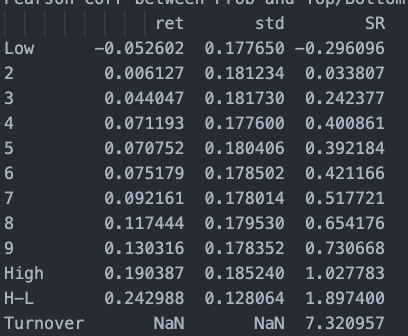 Pearson Corr between Prob and Top/Bottom
ret std SR
Low -0.052602 0.177650 -0.296096
2 0.006127 0.181234 0.033807
3 0.044047 0.181730 0.242377
4 0.071193 0.177600 0.400861
5 0.070752 0.180406 0.392184
6 0.075179 0.178502 0.421166
7 0.092161 0.178014 0.517721
8 0.117444 0.179530 0.654176
9 0.130316 0.178352 0.730668
High 0.190387 0.185240 1.027783
H-L 0.242988 0.128064 1.897400
Turnover NaN NaN 7.320957